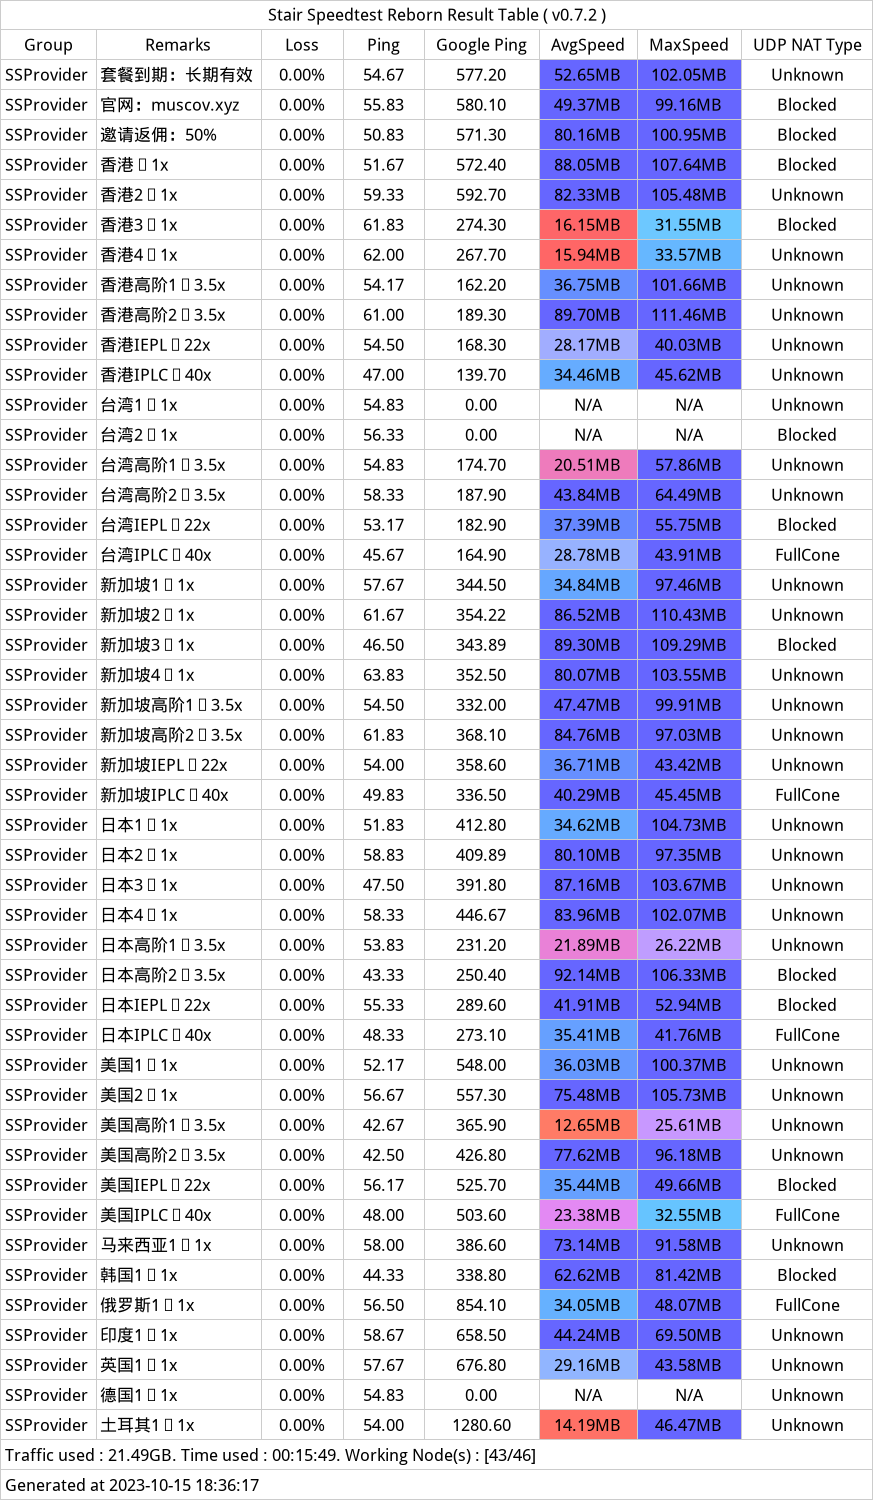 Stair Speedtest Reborn Result Table ( v0.7.2 )
Group Remarks Loss Ping Google Ping AvgSpeed MaxSpeed UDP NAT Type
SSProvider 套餐到期：长期有效 0.00% 54.67 577.20 52.65MB 102.05MB Unknown
SSProvider 官网：muscov.xyz 0.00% 55.83 580.10 49.37MB 99.16MB Blocked
SSProvider 邀请返佣：50% 0.00% 50.83 571.30 80.16MB 100.95MB Blocked
SSProvider 香港 ▯ 1x 0.00% 51.67 572.40 88.05MB 107.64MB Blocked
SSProvider 香港2 ▯ 1x 0.00% 59.33 592.70 82.33MB 105.48MB Unknown
SSProvider 香港3 ▯ 1x 0.00% 61.83 274.30 16.15MB 31.55MB Blocked
SSProvider 香港4 ▯ 1x 0.00% 62.00 267.70 15.94MB 33.57MB Unknown
SSProvider 香港高阶1 ▯ 3.5x 0.00% 54.17 162.20 36.75MB 101.66MB Unknown
SSProvider 香港高阶2 ▯ 3.5x 0.00% 61.00 189.30 89.70MB 111.46MB Unknown
SSProvider 香港IEPL ▯ 22x 0.00% 54.50 168.30 28.17MB 40.03MB Unknown
SSProvider 香港IPLC ▯ 40x 0.00% 47.00 139.70 34.46MB 45.62MB Unknown
SSProvider 台湾1 ▯ 1x 0.00% 54.83 0.00 N/A N/A Unknown
SSProvider 台湾2 ▯ 1x 0.00% 56.33 0.00 N/A N/A Blocked
SSProvider 台湾高阶1 ▯ 3.5x 0.00% 54.83 174.70 20.51MB 57.86MB Unknown
SSProvider 台湾高阶2 ▯ 3.5x 0.00% 58.33 187.90 43.84MB 64.49MB Unknown
SSProvider 台湾IEPL ▯ 22x 0.00% 53.17 182.90 37.39MB 55.75MB Blocked
SSProvider 台湾IPLC ▯ 40x 0.00% 45.67 164.90 28.78MB 43.91MB FullCone
SSProvider 新加坡1 ▯ 1x 0.00% 57.67 344.50 34.84MB 97.46MB Unknown
SSProvider 新加坡2 ▯ 1x 0.00% 61.67 354.22 86.52MB 110.43MB Unknown
SSProvider 新加坡3 ▯ 1x 0.00% 46.50 343.89 89.30MB 109.29MB Blocked
SSProvider 新加坡4 ▯ 1x 0.00% 63.83 352.50 80.07MB 103.55MB Unknown
SSProvider 新加坡高阶1 ▯ 3.5x 0.00% 54.50 332.00 47.47MB 99.91MB Unknown
SSProvider 新加坡高阶2 ▯ 3.5x 0.00% 61.83 368.10 84.76MB 97.03MB Unknown
SSProvider 新加坡IEPL ▯ 22x 0.00% 54.00 358.60 36.71MB 43.42MB Unknown
SSProvider 新加坡IPLC ▯ 40x 0.00% 49.83 336.50 40.29MB 45.45MB FullCone
SSProvider 日本1 ▯ 1x 0.00% 51.83 412.80 34.62MB 104.73MB Unknown
SSProvider 日本2 ▯ 1x 0.00% 58.83 409.89 80.10MB 97.35MB Unknown
SSProvider 日本3 ▯ 1x 0.00% 47.50 391.80 87.16MB 103.67MB Unknown
SSProvider 日本4 ▯ 1x 0.00% 58.33 446.67 83.96MB 102.07MB Unknown
SSProvider 日本高阶1 ▯ 3.5x 0.00% 53.83 231.20 21.89MB 26.22MB Unknown
SSProvider 日本高阶2 ▯ 3.5x 0.00% 43.33 250.40 92.14MB 106.33MB Blocked
SSProvider 日本IEPL ▯ 22x 0.00% 55.33 289.60 41.91MB 52.94MB Blocked
SSProvider 日本IPLC ▯ 40x 0.00% 48.33 273.10 35.41MB 41.76MB FullCone
SSProvider 美国1 ▯ 1x 0.00% 52.17 548.00 36.03MB 100.37MB Unknown
SSProvider 美国2 ▯ 1x 0.00% 56.67 557.30 75.48MB 105.73MB Unknown
SSProvider 美国高阶1 ▯ 3.5x 0.00% 42.67 365.90 12.65MB 25.61MB Unknown
SSProvider 美国高阶2 ▯ 3.5x 0.00% 42.50 426.80 77.62MB 96.18MB Unknown
SSProvider 美国IEPL ▯ 22x 0.00% 56.17 525.70 35.44MB 49.66MB Blocked
SSProvider 美国IPLC ▯ 40x 0.00% 48.00 503.60 23.38MB 32.55MB FullCone
SSProvider 马来西亚1 ▯ 1x 0.00% 58.00 386.60 73.14MB 91.58MB Unknown
SSProvider 韩国1 ▯ 1x 0.00% 44.33 338.80 62.62MB 81.42MB Blocked
SSProvider 俄罗斯1 ▯ 1x 0.00% 56.50 854.10 34.05MB 48.07MB FullCone
SSProvider 印度1 ▯ 1x 0.00% 58.67 658.50 44.24MB 69.50MB Unknown
SSProvider 英国1 ▯ 1x 0.00% 57.67 676.80 29.16MB 43.58MB Unknown
SSProvider 德国1 ▯ 1x 0.00% 54.83 0.00 N/A N/A Unknown
SSProvider 土耳其1 ▯ 1x 0.00% 54.00 1280.60 14.19MB 46.47MB Unknown
Traffic used : 21.49GB. Time used : 00:15:49. Working Node(s) : [43/46]
Generated at 2023-10-15 18:36:17